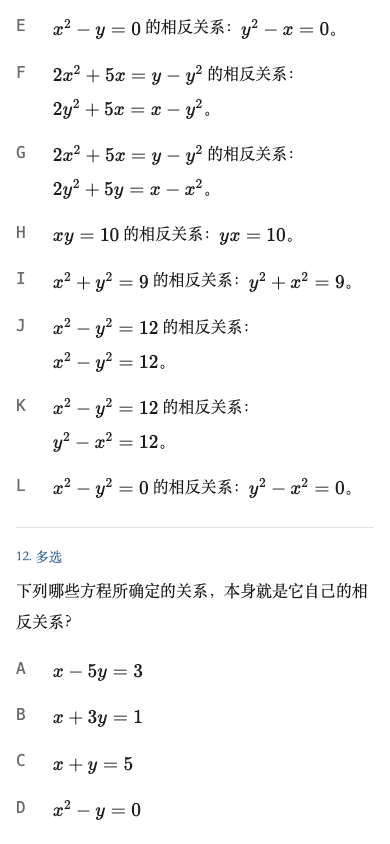 E x² − y = 0 的相反关系：y² − x = 0。
F 2x² + 5x = y − y² 的相反关系：
2y² + 5x = x − y²。
G 2x² + 5x = y − y² 的相反关系：
2y² + 5y = x − x²。
H xy = 10 的相反关系：yx = 10。
I x² + y² = 9 的相反关系：y² + x² = 9。
J x² − y² = 12 的相反关系：
x² − y² = 12。
K x² − y² = 12 的相反关系：
y² − x² = 12。
L x² − y² = 0 的相反关系：y² − x² = 0。
12. 多选
下列哪些方程所确定的关系，本身就是它自己的相
反关系？
A x − 5y = 3
B x + 3y = 1
C x + y = 5
D x² − y = 0